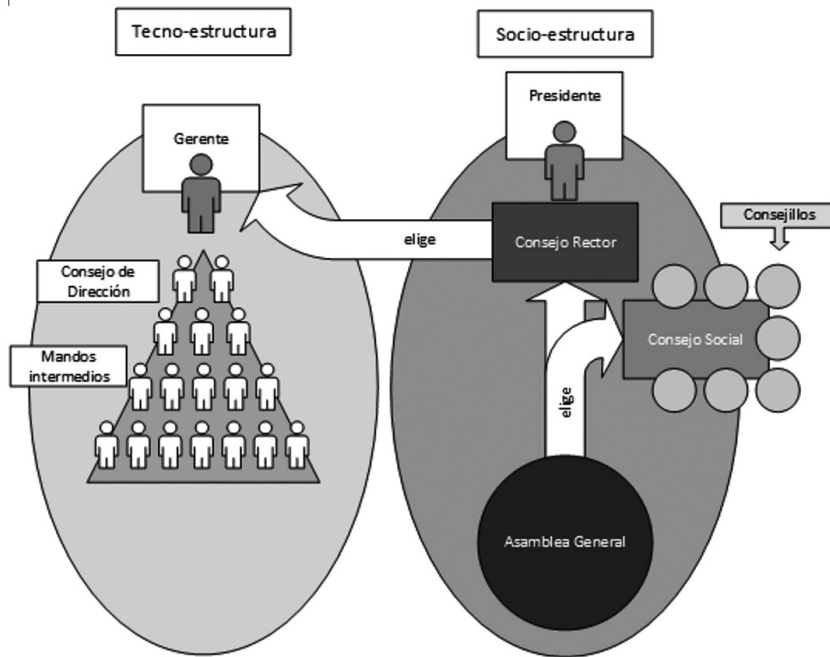 Tecno-estructura
Socio-estructura
Gerente
Presidente
Consejillos
elige
Consejo Rector
Consejo de
Dirección
Consejo Social
Mandos
intermedios
elige
Asamblea General